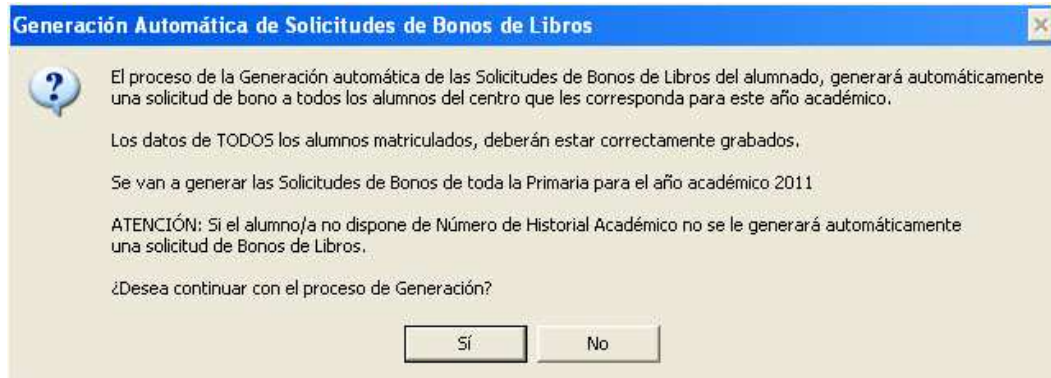 Generación Automática de Solicitudes de Bonos de Libros
El proceso de la Generación automática de las Solicitudes de Bonos de Libros del alumnado, generará automáticamente
una solicitud de bono a todos los alumnos del centro que les corresponda para este año académico.
Los datos de TODOS los alumnos matriculados, deberán estar correctamente grabados.
Se van a generar las Solicitudes de Bonos de toda la Primaria para el año académico 2011
ATENCIÓN: Si el alumno/a no dispone de Número de Historial Académico no se le generará automáticamente
una solicitud de Bonos de Libros.
¿Desea continuar con el proceso de Generación?
Sí No